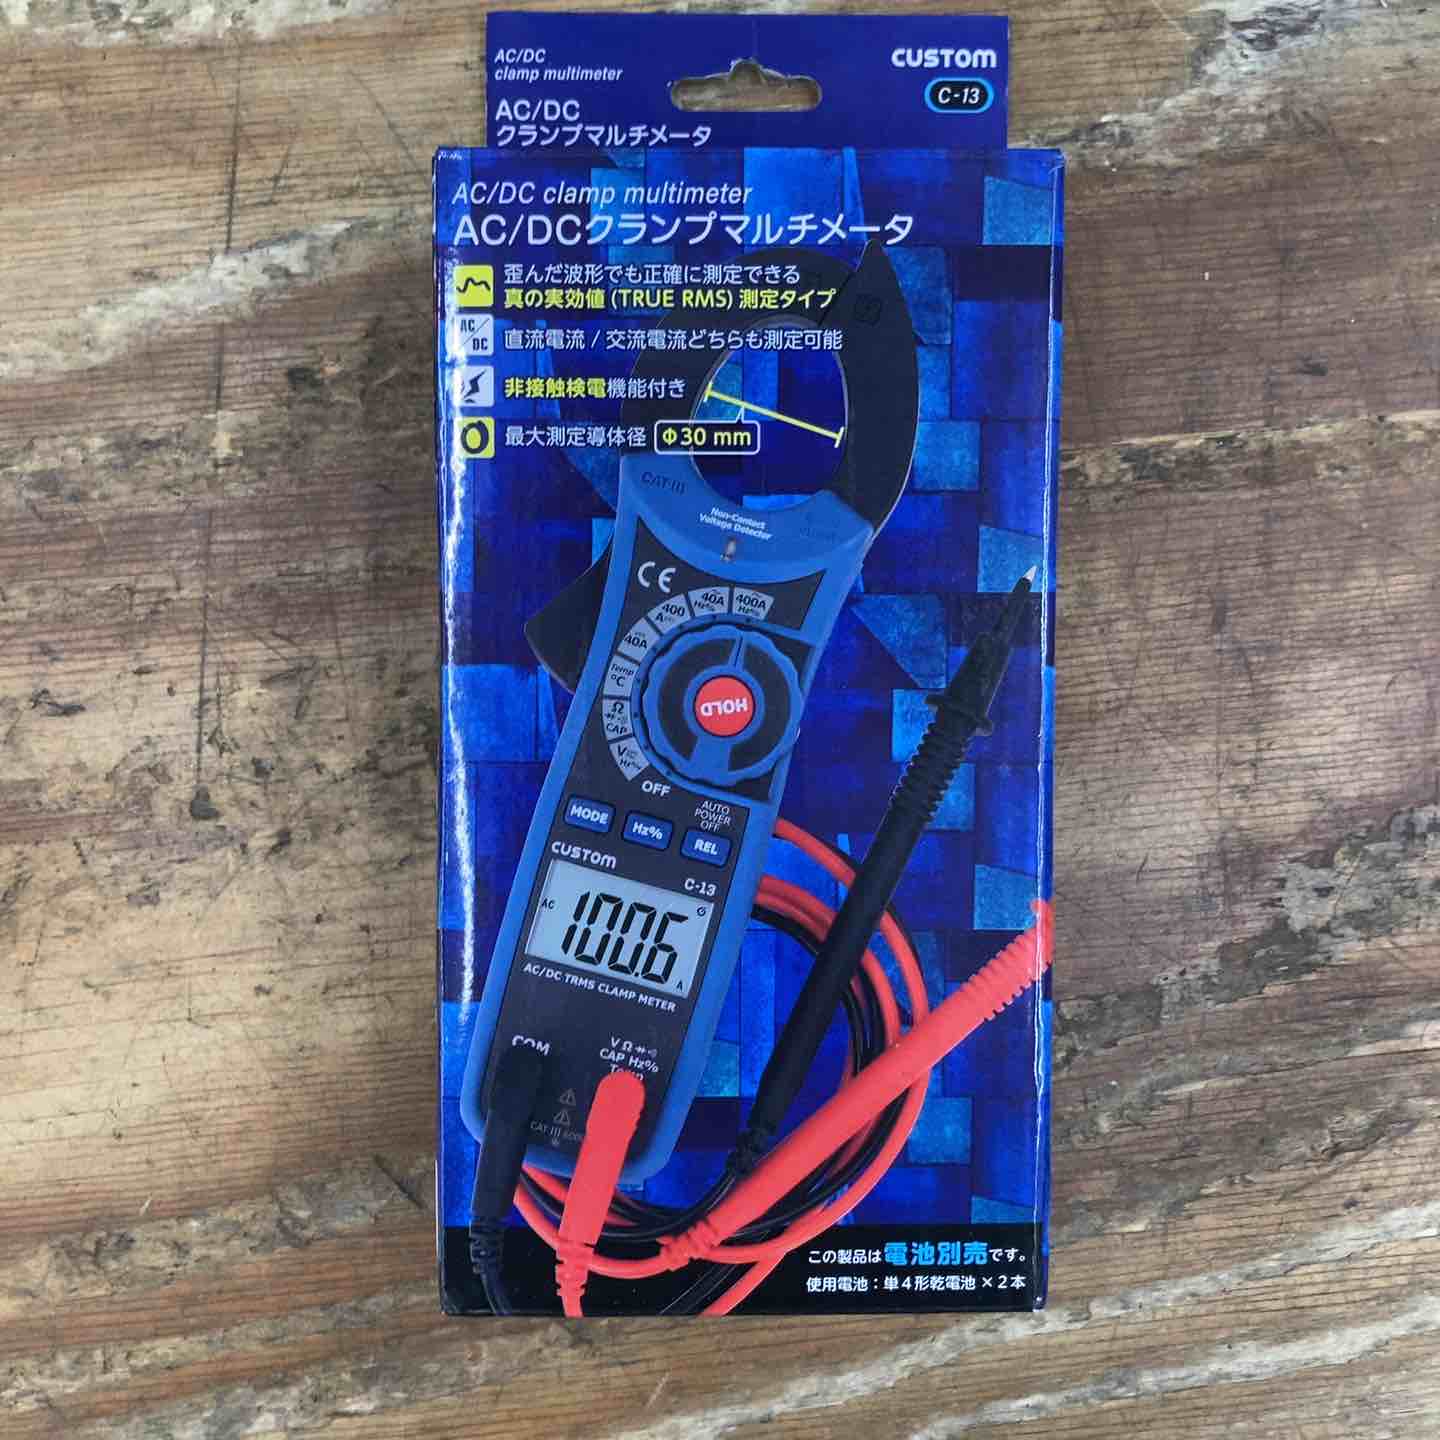 AC/DC
clamp multimeter
CUSTOM
C-13
AC/DC
クランプマルチメータ
AC/DC clamp multimeter
AC/DCクランプマルチメータ
歪んだ波形でも正確に測定できる
真の実効値 (TRUE RMS) 測定タイプ
AC/DC
直流電流 / 交流電流どちらも測定可能
非接触検電機能付き
最大測定導体径 Φ30 mm
CAT III
Non-Contact
Voltage Detector
CE
400A Hz%
40A Hz%
400 A
40A
Temp °C
Ω CAP
V Hz%
OFF
HOLD
AUTO
POWER
OFF
MODE
Hz%
REL
CUSTOM
C-13
AC
100.6
A
AC/DC TRMS CLAMP METER
COM
V Ω
CAP Hz%
Temp
CAT III
この製品は電池別売です。
使用電池：単4形乾電池×2本